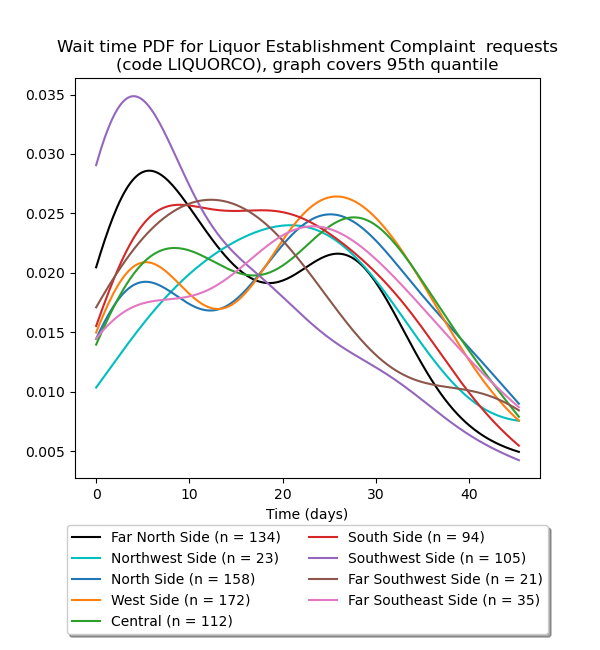 Wait time PDF for Liquor Establishment Complaint  requests
(code LIQUORCO), graph covers 95th quantile
0.035
0.030
0.025
0.020
0.015
0.010
0.005
0 10 20 30 40
Time (days)
Far North Side (n = 134)
Northwest Side (n = 23)
North Side (n = 158)
West Side (n = 172)
Central (n = 112)
South Side (n = 94)
Southwest Side (n = 105)
Far Southwest Side (n = 21)
Far Southeast Side (n = 35)